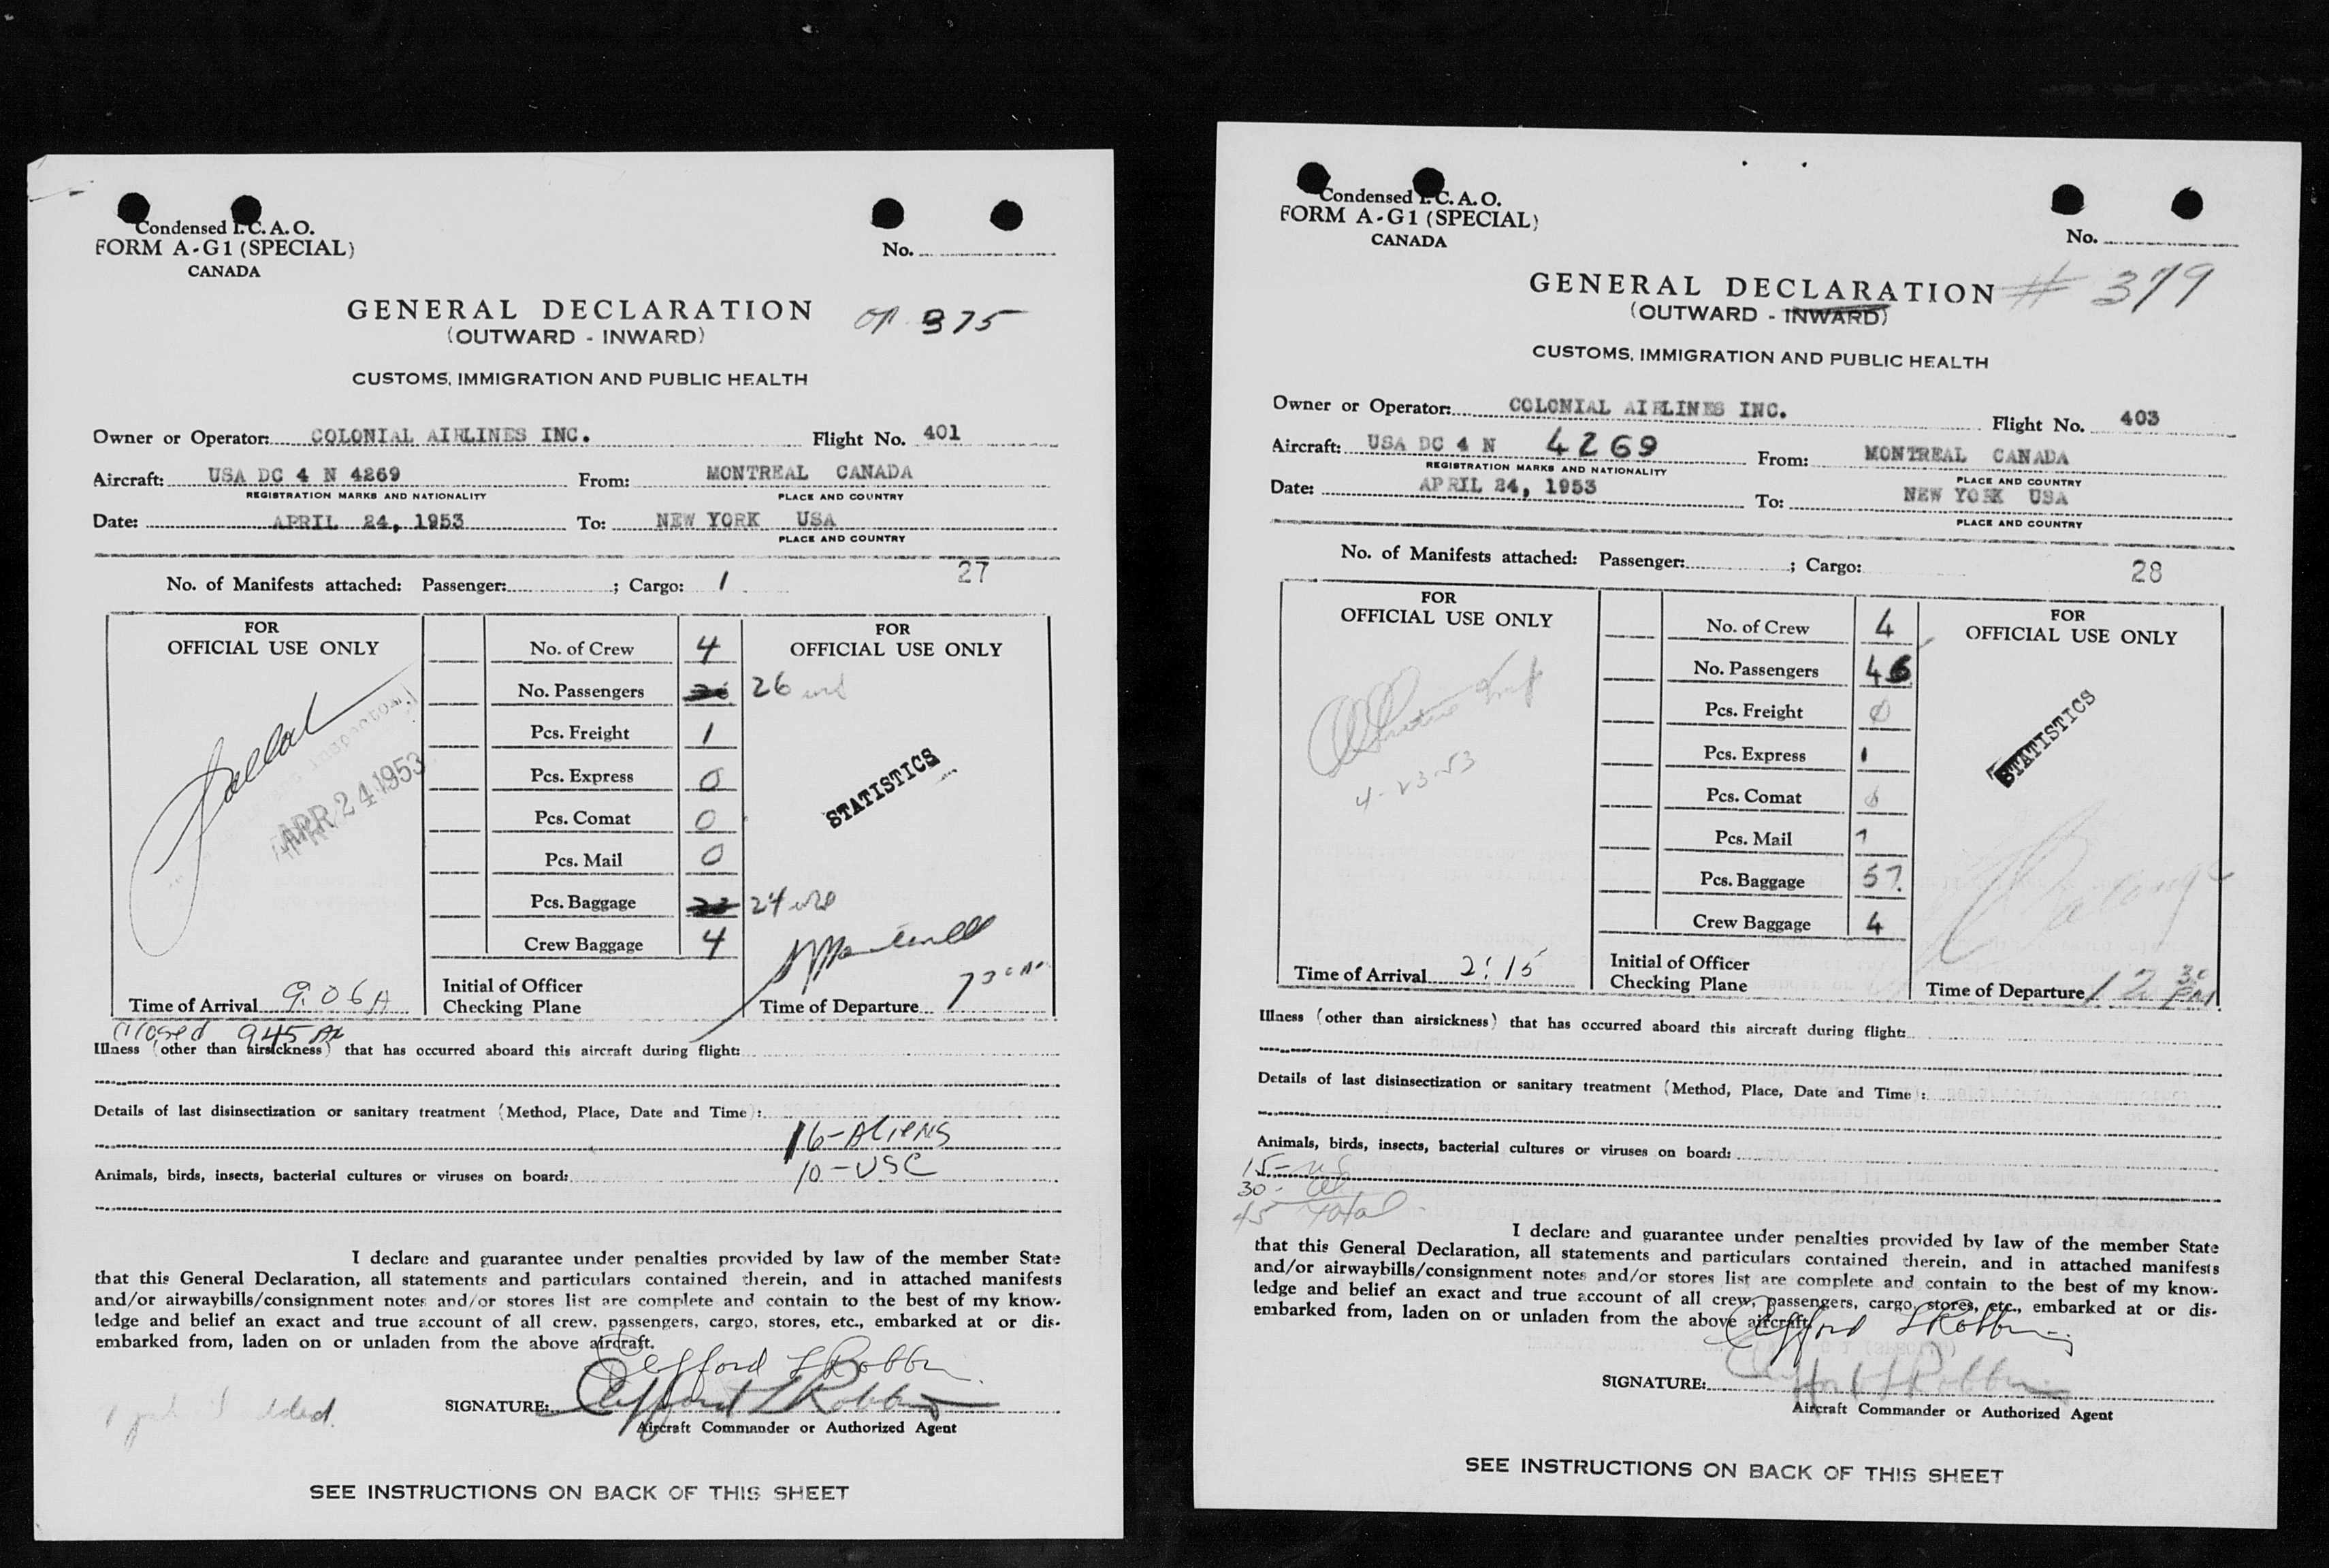 Condensed I.C.A.O.
FORM A-G1 (SPECIAL)
CANADA
No.
GENERAL DECLARATION
375
(OUTWARD - INWARD)
CUSTOMS, IMMIGRATION AND PUBLIC HEALTH
Owner or Operator: COLONIAL AIRLINES INC. Flight No. 401
Aircraft: USA DC 4 N 4269 From: MONTREAL CANADA
REGISTRATION MARKS AND NATIONALITY PLACE AND COUNTRY
Date: APRIL 24, 1953 To: NEW YORK USA
PLACE AND COUNTRY
27
No. of Manifests attached: Passenger: ; Cargo: 1
FOR
OFFICIAL USE ONLY
APR 24 1953
Time of Arrival 9:06 A
closed 945 AM
No. of Crew 4
No. Passengers 26
Pcs. Freight 1
Pcs. Express 0
Pcs. Comat 0
Pcs. Mail 0
Pcs. Baggage 24
Crew Baggage 4
Initial of Officer
Checking Plane
FOR
OFFICIAL USE ONLY
STATISTICS
Time of Departure 730 AM
Illness (other than airsickness) that has occurred aboard this aircraft during flight:
Details of last disinsectization or sanitary treatment (Method, Place, Date and Time):
16-Aliens
10-USC
Animals, birds, insects, bacterial cultures or viruses on board:
I declare and guarantee under penalties provided by law of the member State
that this General Declaration, all statements and particulars contained therein, and in attached manifests
and/or airwaybills/consignment notes and/or stores list are complete and contain to the best of my know-
ledge and belief an exact and true account of all crew, passengers, cargo, stores, etc., embarked at or dis-
embarked from, laden on or unladen from the above aircraft.
Clifford L Robbins
SIGNATURE: Clifford L Robbins
Aircraft Commander or Authorized Agent
SEE INSTRUCTIONS ON BACK OF THIS SHEET
Condensed I.C.A.O.
FORM A-G1 (SPECIAL)
CANADA
No.
GENERAL DECLARATION # 379
(OUTWARD - INWARD)
CUSTOMS, IMMIGRATION AND PUBLIC HEALTH
Owner or Operator: COLONIAL AIRLINES INC. Flight No. 403
Aircraft: USA DC 4 N 4269 From: MONTREAL CANADA
REGISTRATION MARKS AND NATIONALITY PLACE AND COUNTRY
Date: APRIL 24, 1953 To: NEW YORK USA
PLACE AND COUNTRY
No. of Manifests attached: Passenger: ; Cargo: 28
FOR
OFFICIAL USE ONLY
4-23-53
Time of Arrival 2:15
No. of Crew 4
No. Passengers 45
Pcs. Freight 0
Pcs. Express 1
Pcs. Comat 0
Pcs. Mail 7
Pcs. Baggage 57
Crew Baggage 4
Initial of Officer
Checking Plane
FOR
OFFICIAL USE ONLY
STATISTICS
Time of Departure 12 30 PM
Illness (other than airsickness) that has occurred aboard this aircraft during flight:
Details of last disinsectization or sanitary treatment (Method, Place, Date and Time):
Animals, birds, insects, bacterial cultures or viruses on board:
15- US
30- al
45 Total
I declare and guarantee under penalties provided by law of the member State
that this General Declaration, all statements and particulars contained therein, and in attached manifests
and/or airwaybills/consignment notes and/or stores list are complete and contain to the best of my know-
ledge and belief an exact and true account of all crew, passengers, cargo, stores, etc., embarked at or dis-
embarked from, laden on or unladen from the above aircraft.
Clifford L Robbins
SIGNATURE: Clifford L Robbins
Aircraft Commander or Authorized Agent
SEE INSTRUCTIONS ON BACK OF THIS SHEET